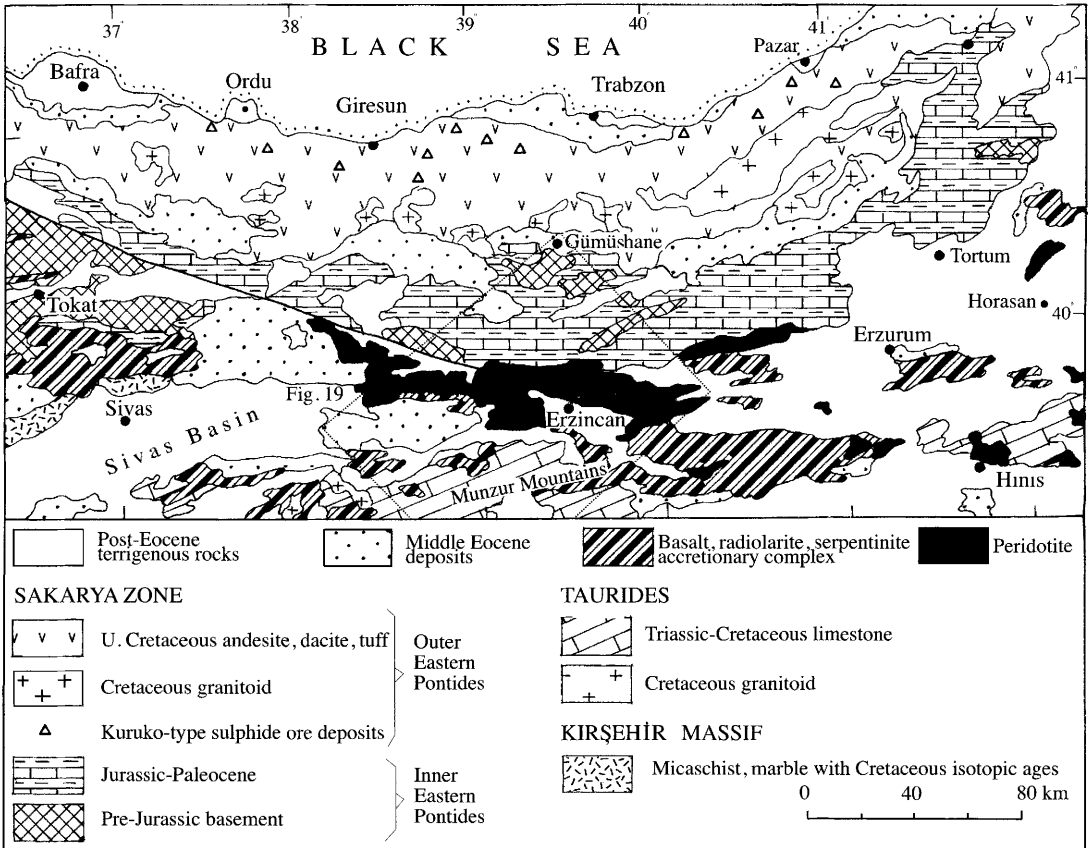 37° 38° 39° 40° 41°
BLACK SEA
Pazar
Bafra
41°
Ordu
Trabzon
Giresun
Gümüshane
Tortum
Tokat
Horasan
40°
Erzurum
Fig. 19
Sivas
Erzincan
Sivas Basin
Munzur Mountains
Hınıs
Post-Eocene
terrigenous rocks
Middle Eocene
deposits
Basalt, radiolarite, serpentinite
accretionary complex
Peridotite
SAKARYA ZONE
U. Cretaceous andesite, dacite, tuff
Cretaceous granitoid
Kuruko-type sulphide ore deposits
Outer
Eastern
Pontides
Jurassic-Paleocene
Pre-Jurassic basement
Inner
Eastern
Pontides
TAURIDES
Triassic-Cretaceous limestone
Cretaceous granitoid
KIRŞEHİR MASSIF
Micaschist, marble with Cretaceous isotopic ages
0 40 80 km